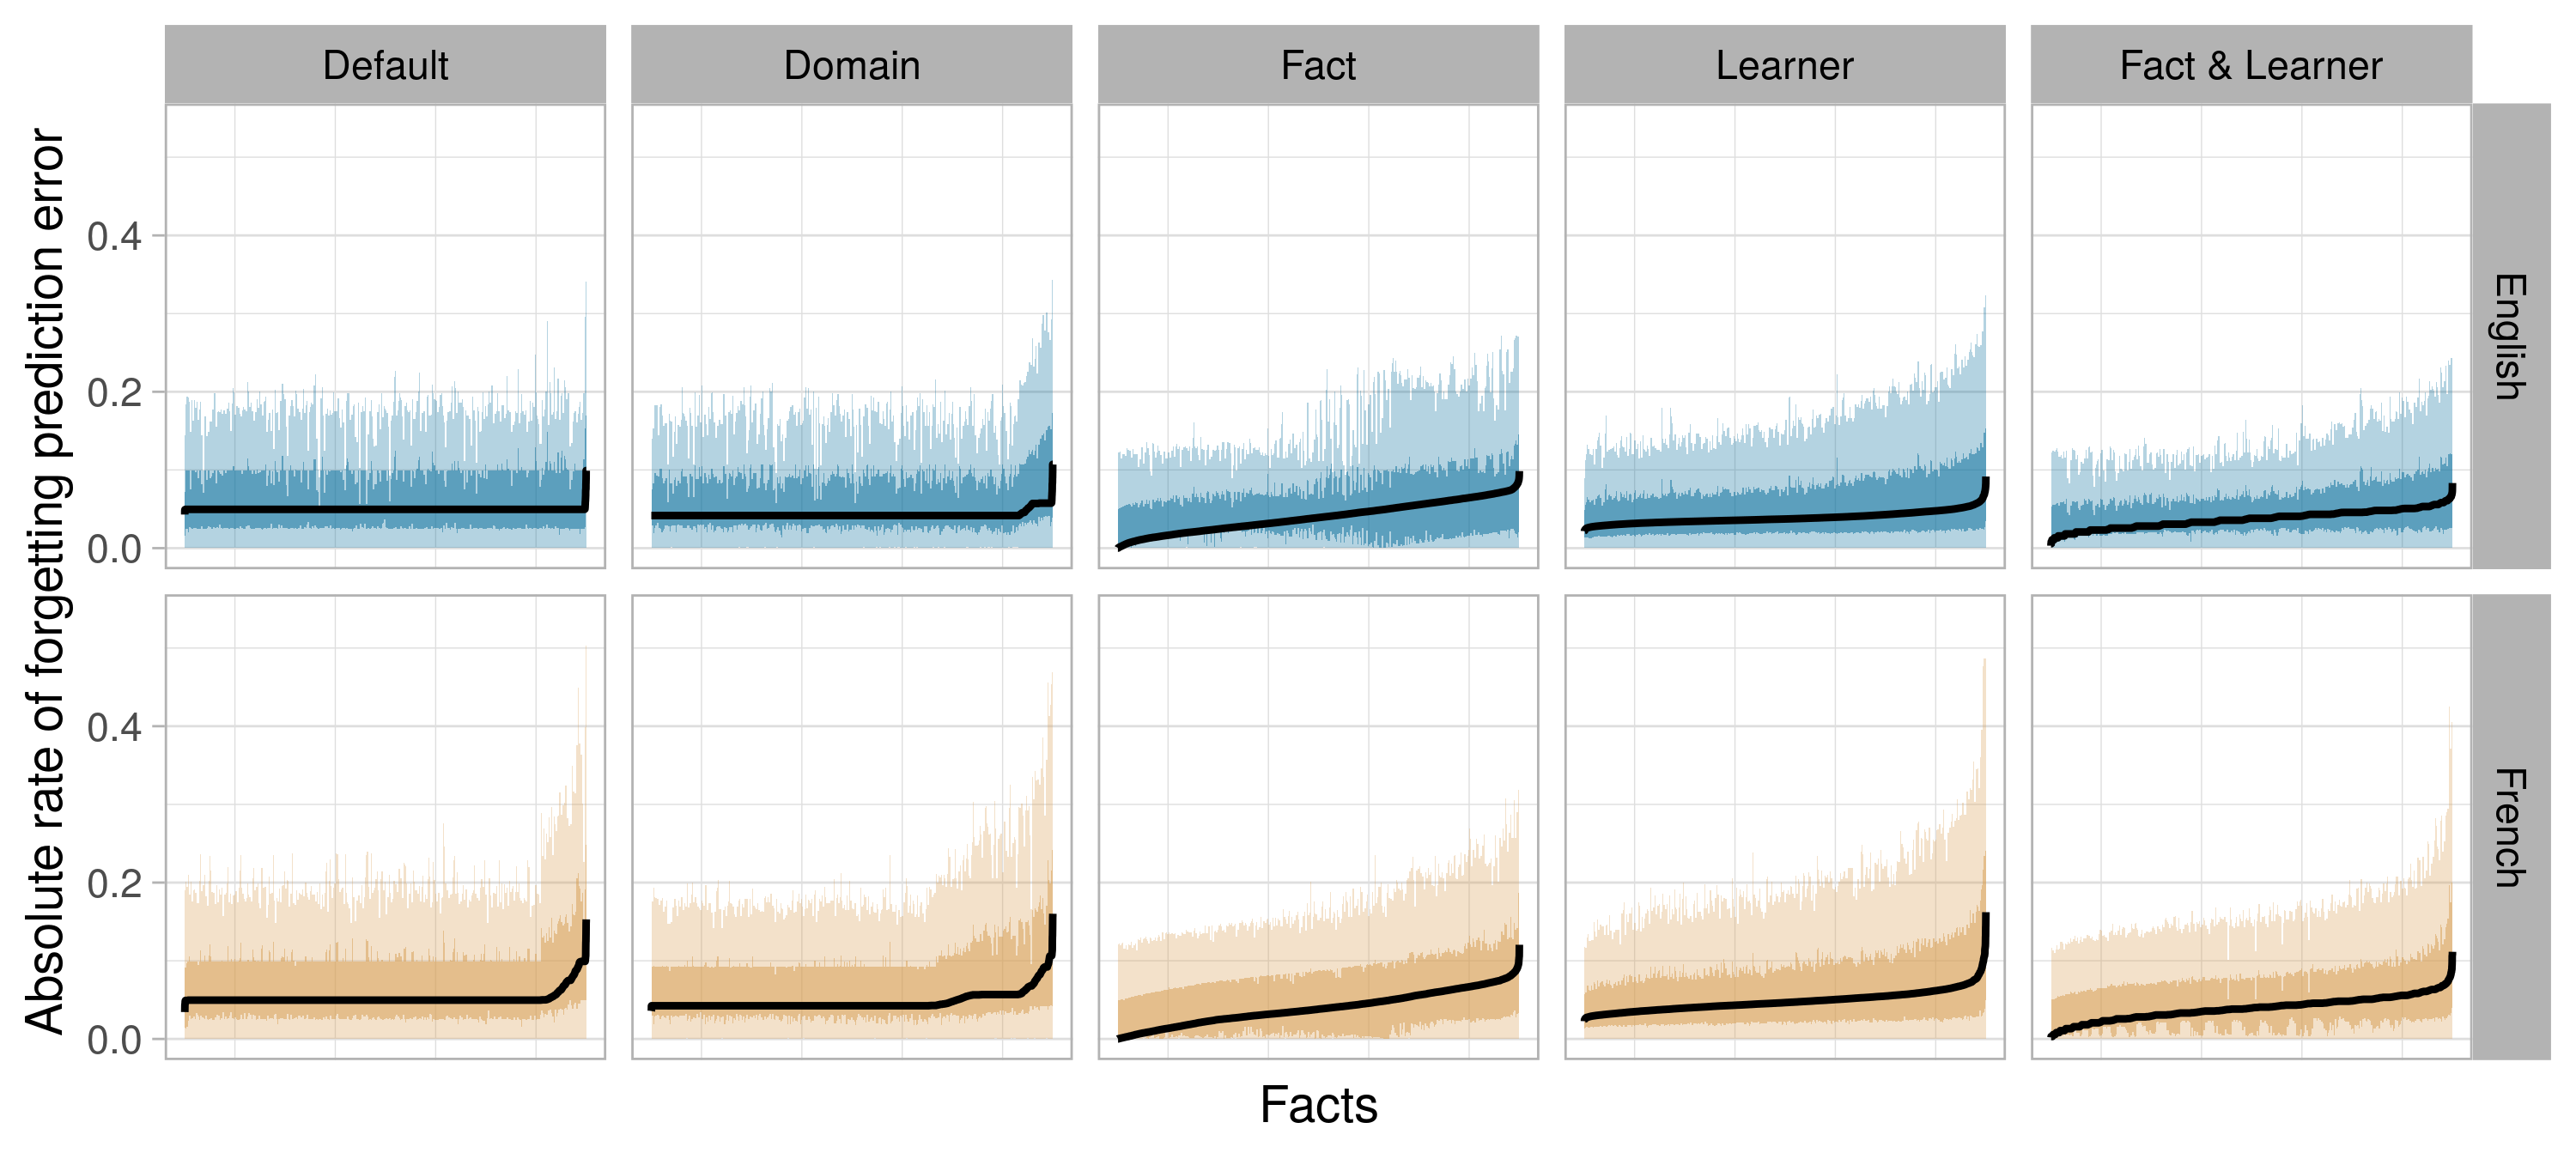 Default
Domain
Fact
Learner
Fact & Learner
Absolute rate of forgetting prediction error
0.4
0.2
0.0
English
0.4
0.2
0.0
French
Facts